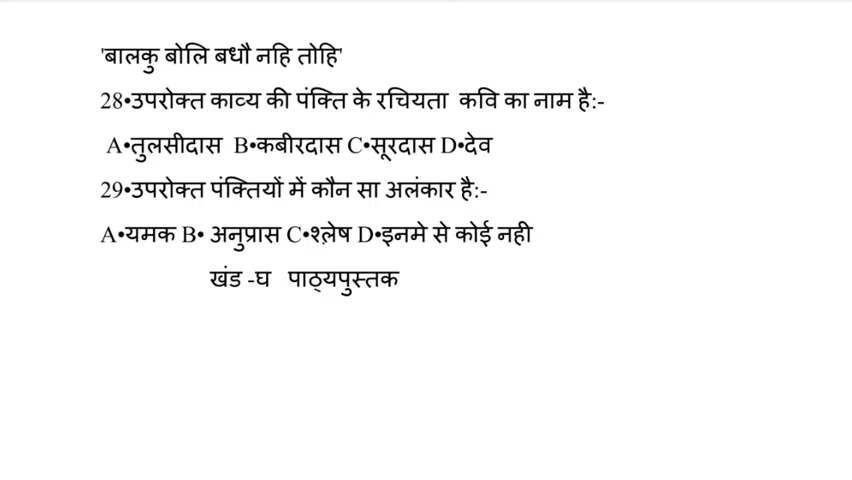 'बालकु बोलि बधौ नहि तोहि'
28•उपरोक्त काव्य की पंक्ति के रचियता कवि का नाम है:-
A•तुलसीदास B•कबीरदास C•सूरदास D•देव
29•उपरोक्त पंक्तियों में कौन सा अलंकार है:-
A•यमक B• अनुप्रास C•श्ल़ेष D•इनमे से कोई नही
खंड -घ पाठ्यपुस्तक